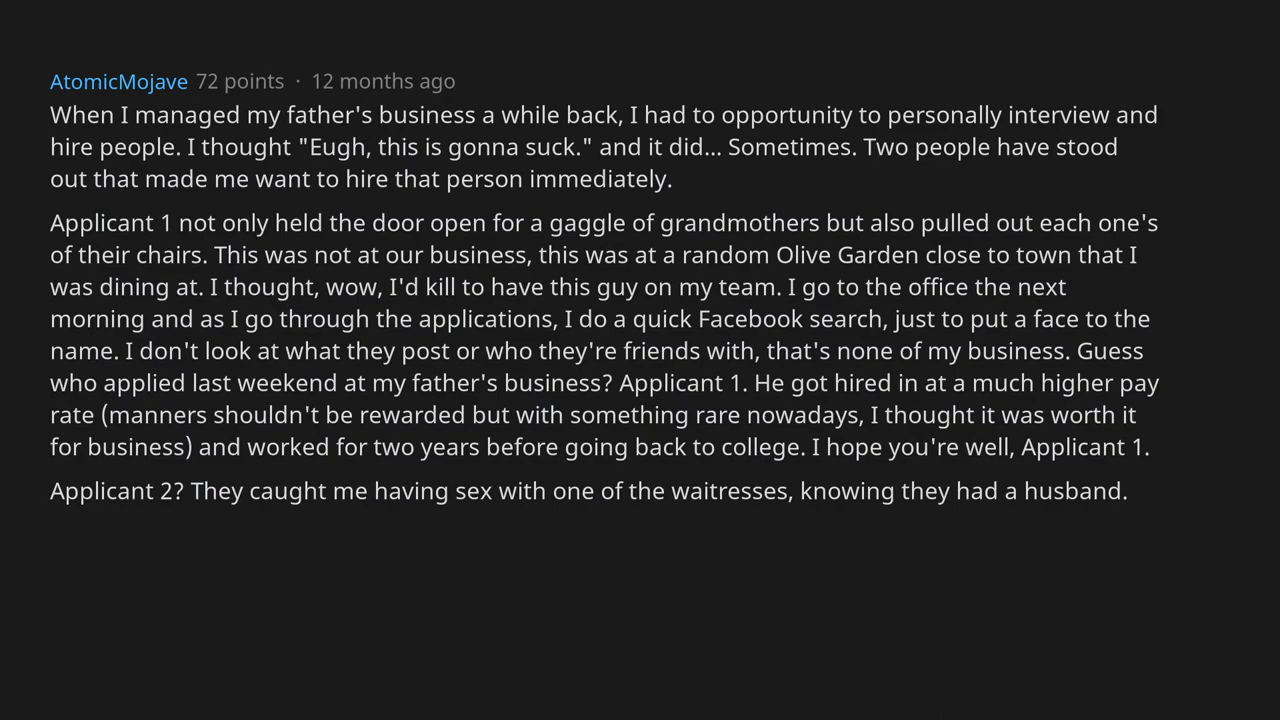 AtomicMojave 72 points · 12 months ago
When I managed my father's business a while back, I had to opportunity to personally interview and
hire people. I thought "Eugh, this is gonna suck." and it did... Sometimes. Two people have stood
out that made me want to hire that person immediately.
Applicant 1 not only held the door open for a gaggle of grandmothers but also pulled out each one's
of their chairs. This was not at our business, this was at a random Olive Garden close to town that I
was dining at. I thought, wow, I'd kill to have this guy on my team. I go to the office the next
morning and as I go through the applications, I do a quick Facebook search, just to put a face to the
name. I don't look at what they post or who they're friends with, that's none of my business. Guess
who applied last weekend at my father's business? Applicant 1. He got hired in at a much higher pay
rate (manners shouldn't be rewarded but with something rare nowadays, I thought it was worth it
for business) and worked for two years before going back to college. I hope you're well, Applicant 1.
Applicant 2? They caught me having sex with one of the waitresses, knowing they had a husband.